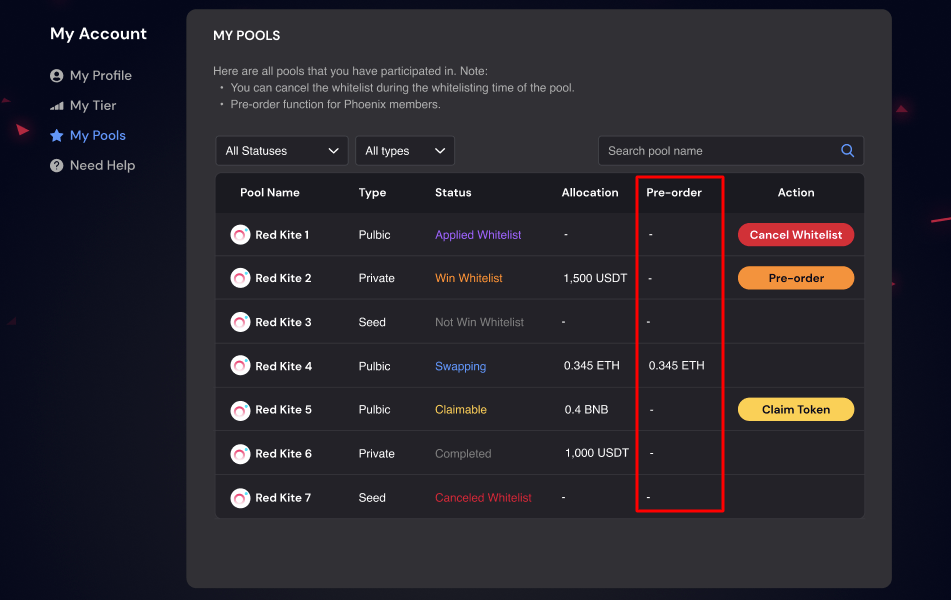 My Account
My Profile
My Tier
My Pools
Need Help
MY POOLS
Here are all pools that you have participated in. Note:
• You can cancel the whitelist during the whitelisting time of the pool.
• Pre-order function for Phoenix members.
All Statuses All types Search pool name
Pool Name Type Status Allocation Pre-order Action
Red Kite 1 Pulbic Applied Whitelist - - Cancel Whitelist
Red Kite 2 Private Win Whitelist 1,500 USDT - Pre-order
Red Kite 3 Seed Not Win Whitelist - -
Red Kite 4 Pulbic Swapping 0.345 ETH 0.345 ETH
Red Kite 5 Pulbic Claimable 0.4 BNB - Claim Token
Red Kite 6 Private Completed 1,000 USDT -
Red Kite 7 Seed Canceled Whitelist - -